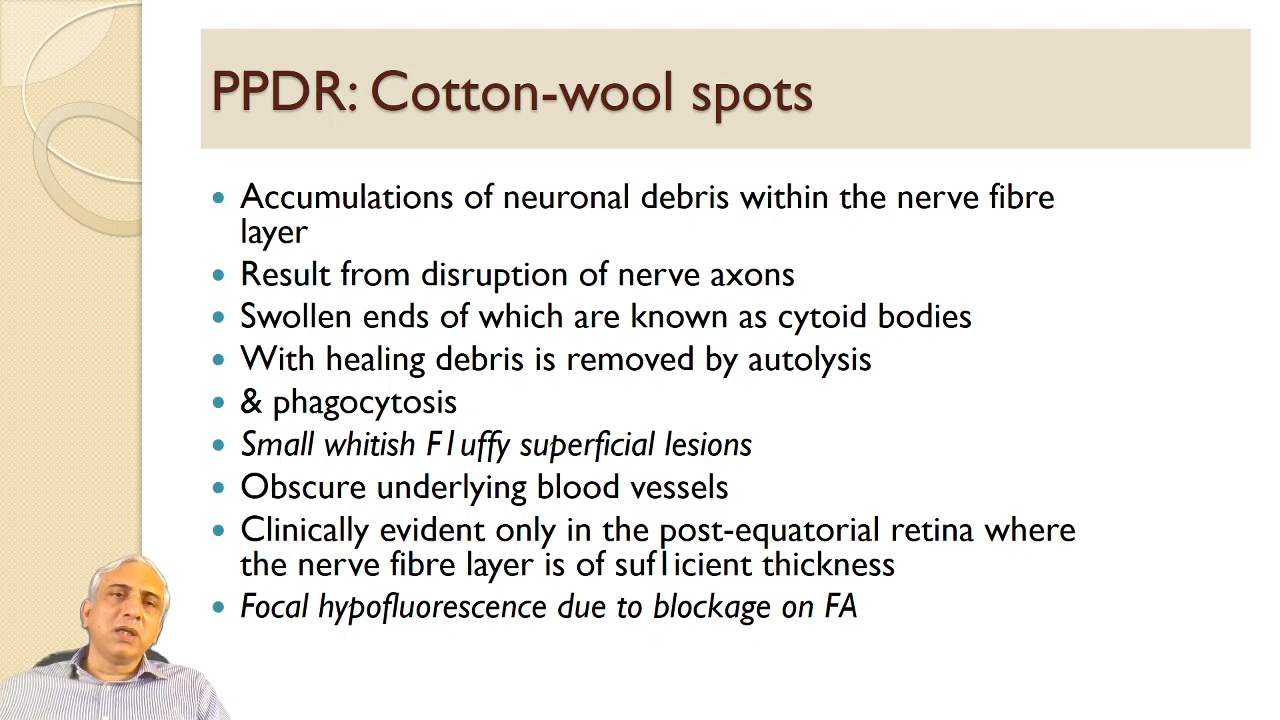 PPDR: Cotton-wool spots
• Accumulations of neuronal debris within the nerve fibre
layer
• Result from disruption of nerve axons
• Swollen ends of which are known as cytoid bodies
• With healing debris is removed by autolysis
• & phagocytosis
• Small whitish F1uffy superficial lesions
• Obscure underlying blood vessels
• Clinically evident only in the post-equatorial retina where
the nerve fibre layer is of suf1icient thickness
• Focal hypofluorescence due to blockage on FA